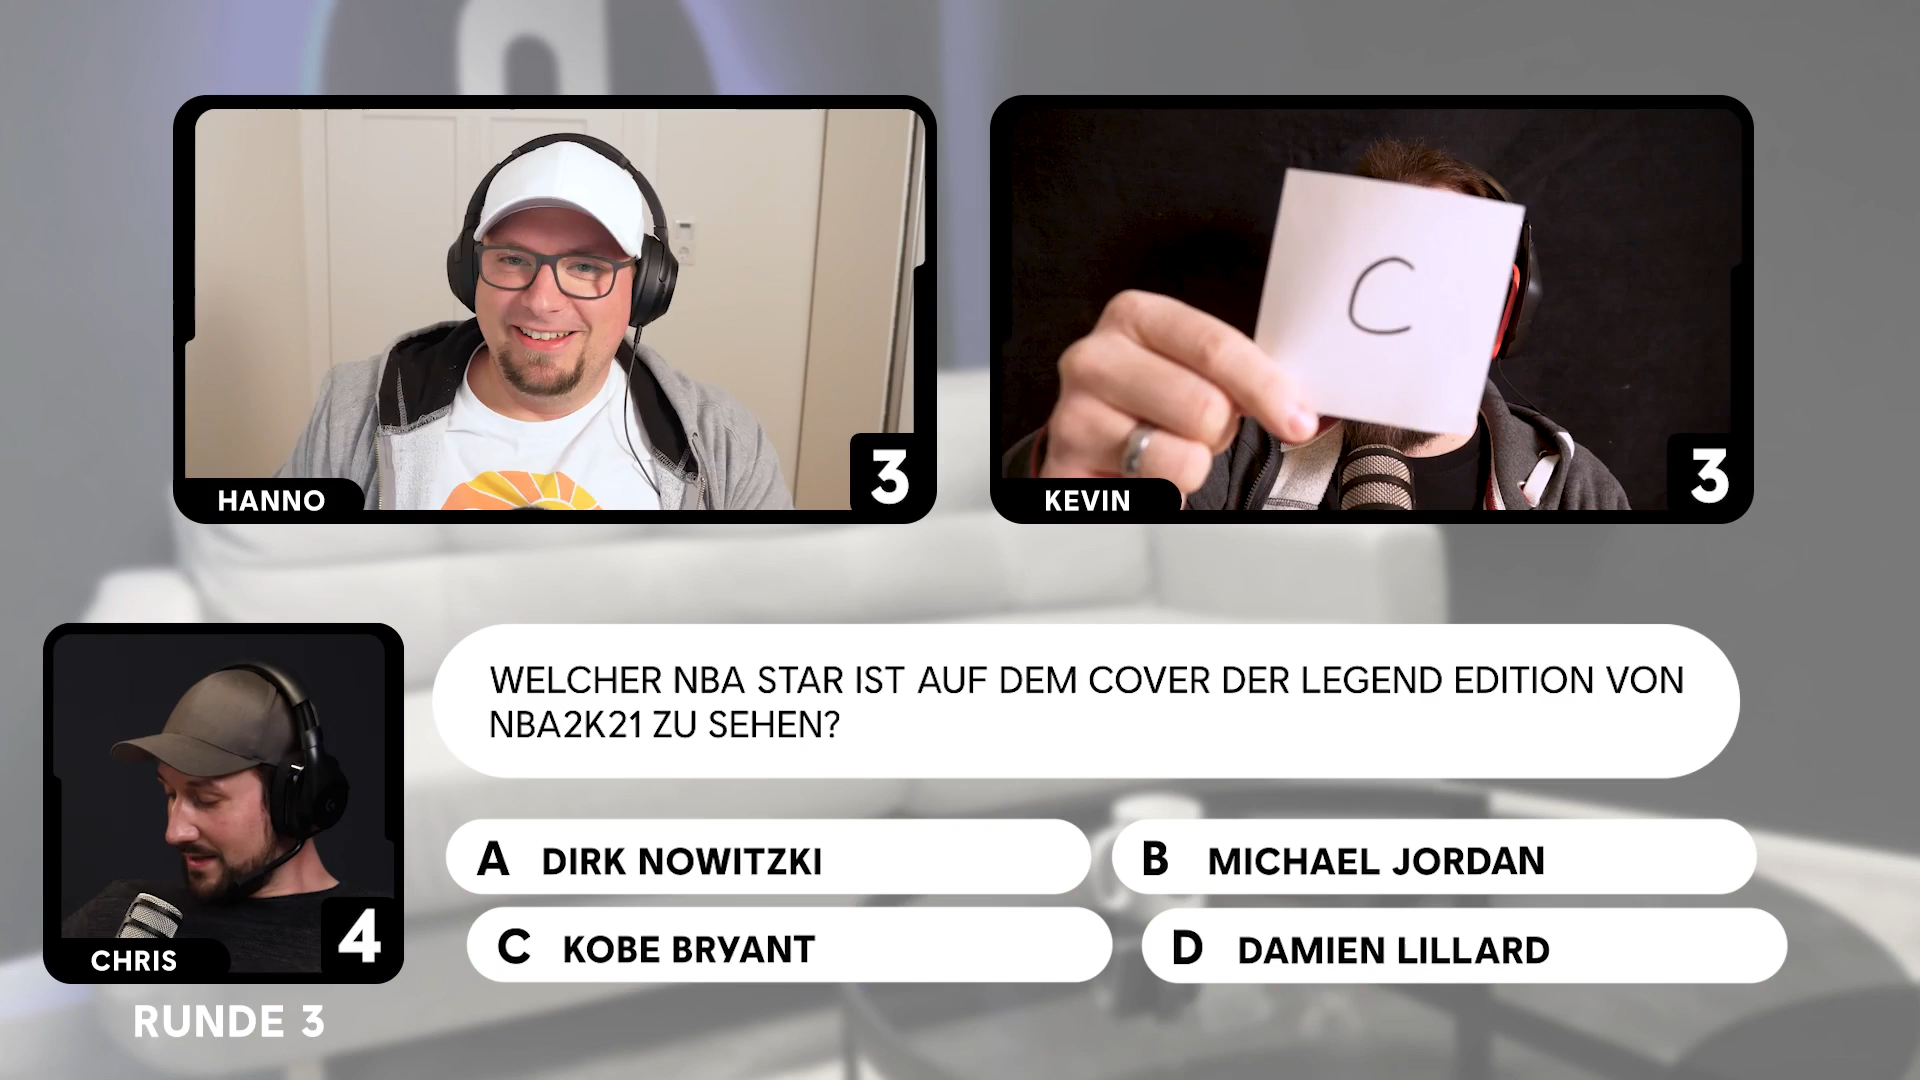 C
HANNO
3
KEVIN
3
WELCHER NBA STAR IST AUF DEM COVER DER LEGEND EDITION VON
NBA2K21 ZU SEHEN?
A DIRK NOWITZKI
B MICHAEL JORDAN
C KOBE BRYANT
D DAMIEN LILLARD
CHRIS
4
RUNDE 3